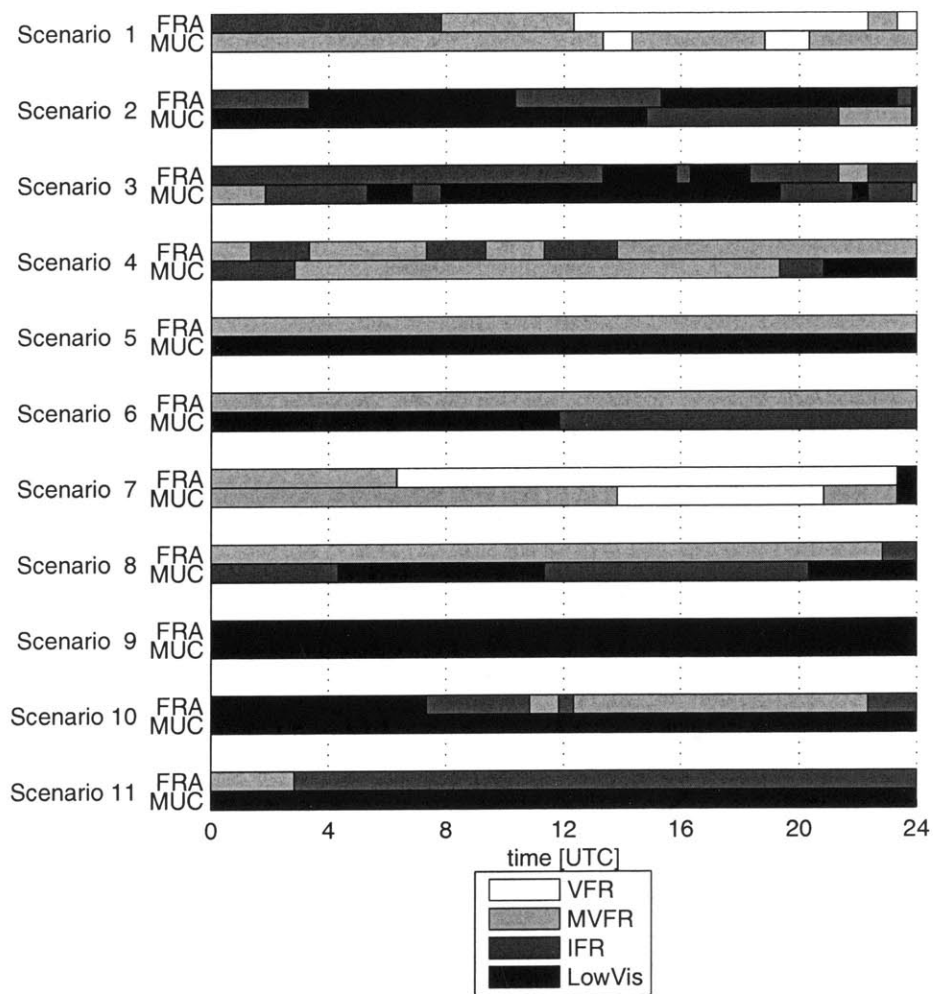 Scenario 1 FRA
MUC
Scenario 2 FRA
MUC
Scenario 3 FRA
MUC
Scenario 4 FRA
MUC
Scenario 5 FRA
MUC
Scenario 6 FRA
MUC
Scenario 7 FRA
MUC
Scenario 8 FRA
MUC
Scenario 9 FRA
MUC
Scenario 10 FRA
MUC
Scenario 11 FRA
MUC
0 4 8 12 16 20 24
time [UTC]
VFR
MVFR
IFR
LowVis